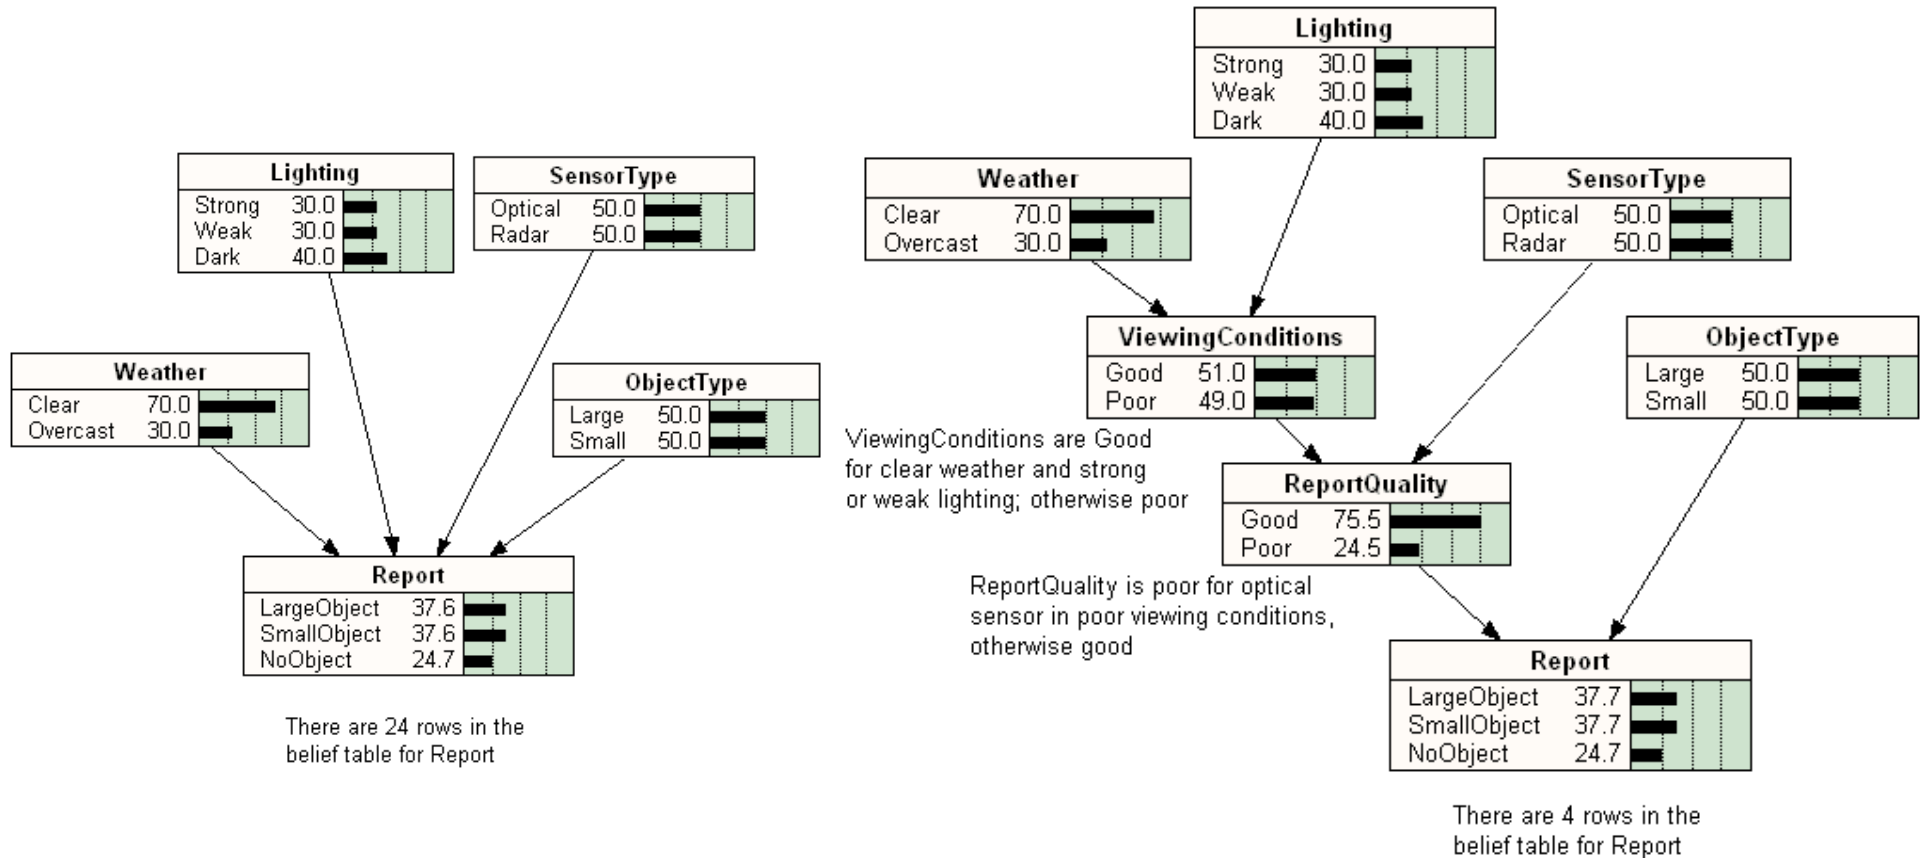 Lighting
Strong 30.0
Weak 30.0
Dark 40.0
SensorType
Optical 50.0
Radar 50.0
Weather
Clear 70.0
Overcast 30.0
ObjectType
Large 50.0
Small 50.0
Report
LargeObject 37.6
SmallObject 37.6
NoObject 24.7
There are 24 rows in the
belief table for Report
Lighting
Strong 30.0
Weak 30.0
Dark 40.0
Weather
Clear 70.0
Overcast 30.0
SensorType
Optical 50.0
Radar 50.0
ViewingConditions
Good 51.0
Poor 49.0
ObjectType
Large 50.0
Small 50.0
ViewingConditions are Good
for clear weather and strong
or weak lighting; otherwise poor
ReportQuality
Good 75.5
Poor 24.5
ReportQuality is poor for optical
sensor in poor viewing conditions,
otherwise good
Report
LargeObject 37.7
SmallObject 37.7
NoObject 24.7
There are 4 rows in the
belief table for Report